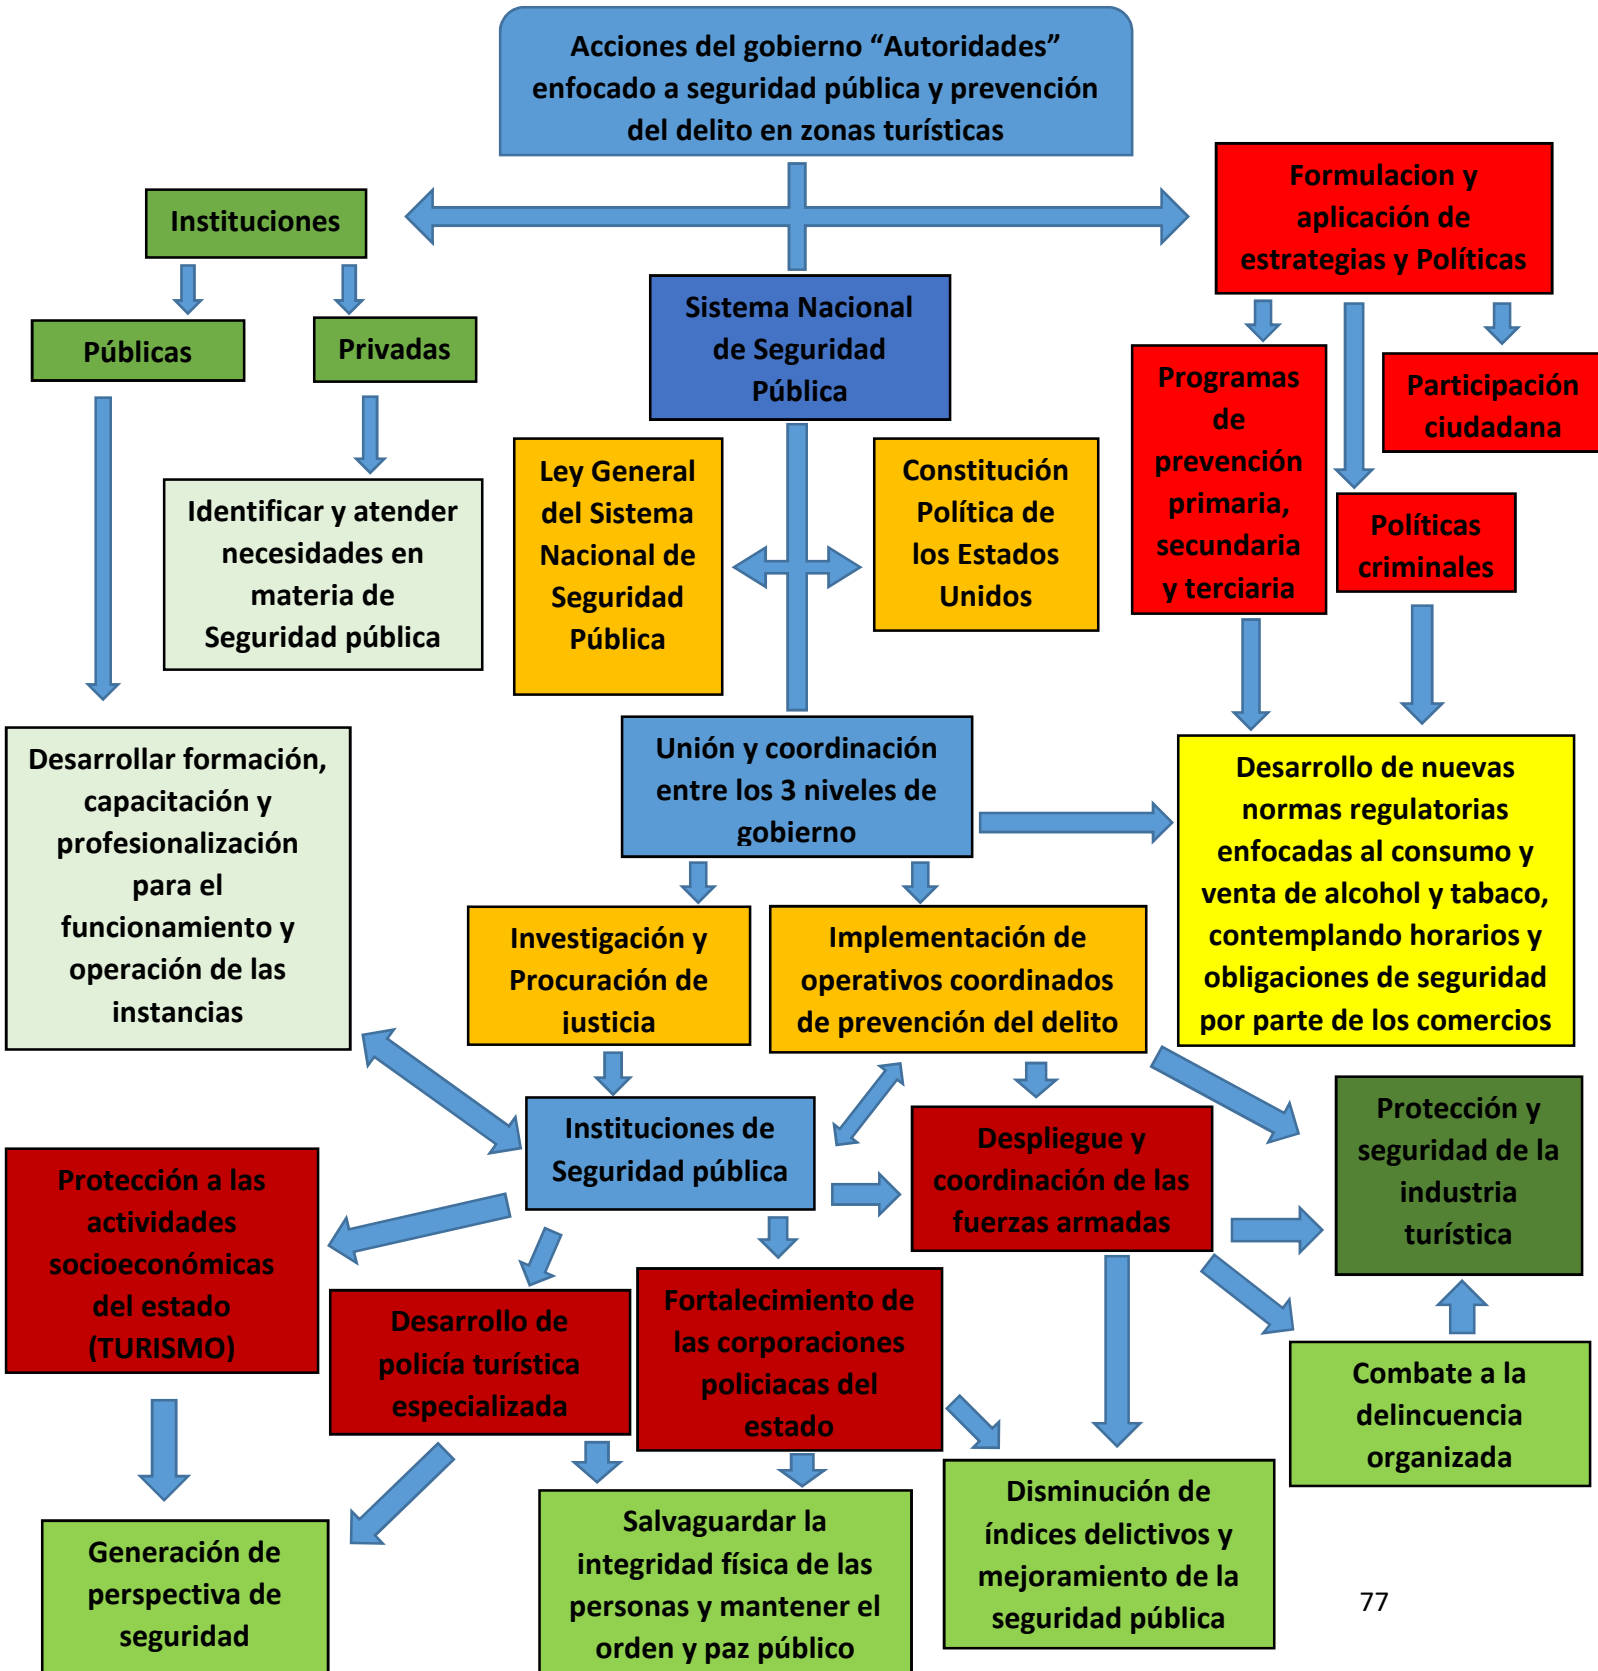 Acciones del gobierno “Autoridades”
enfocado a seguridad pública y prevención
del delito en zonas turísticas
Instituciones
Formulacion y
aplicación de
estrategias y Políticas
Públicas
Privadas
Sistema Nacional
de Seguridad
Pública
Programas
de
prevención
primaria,
secundaria
y terciaria
Participación
ciudadana
Políticas
criminales
Identificar y atender
necesidades en
materia de
Seguridad pública
Ley General
del Sistema
Nacional de
Seguridad
Pública
Constitución
Política de
los Estados
Unidos
Desarrollar formación,
capacitación y
profesionalización
para el
funcionamiento y
operación de las
instancias
Unión y coordinación
entre los 3 niveles de
gobierno
Desarrollo de nuevas
normas regulatorias
enfocadas al consumo y
venta de alcohol y tabaco,
contemplando horarios y
obligaciones de seguridad
por parte de los comercios
Investigación y
Procuración de
justicia
Implementación de
operativos coordinados
de prevención del delito
Instituciones de
Seguridad pública
Despliegue y
coordinación de las
fuerzas armadas
Protección y
seguridad de la
industria
turística
Protección a las
actividades
socioeconómicas
del estado
(TURISMO)
Desarrollo de
policía turística
especializada
Fortalecimiento de
las corporaciones
policiacas del
estado
Combate a la
delincuencia
organizada
Generación de
perspectiva de
seguridad
Salvaguardar la
integridad física de las
personas y mantener el
orden y paz público
Disminución de
índices delictivos y
mejoramiento de la
seguridad pública
77